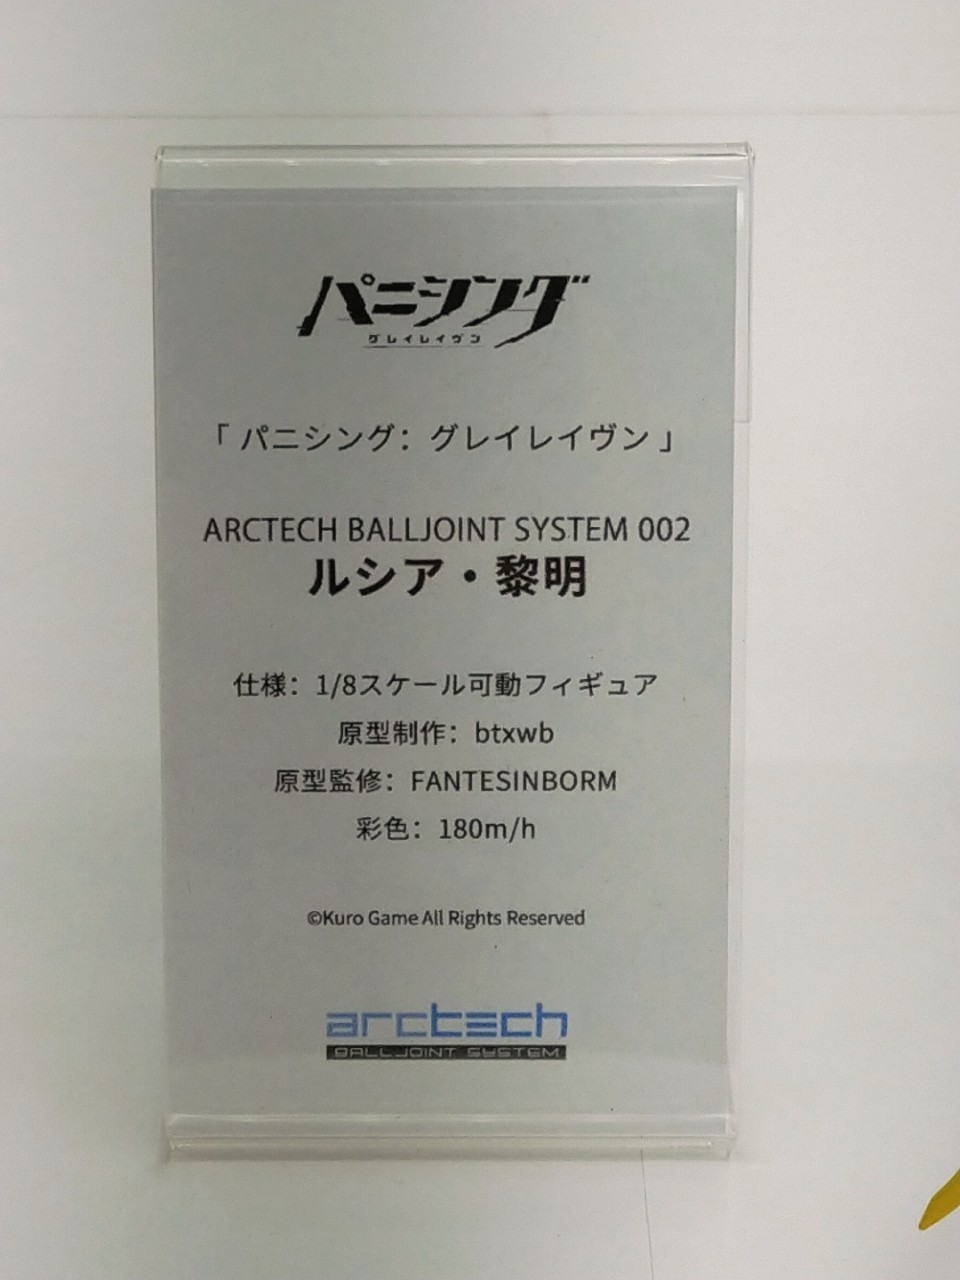 パニシング
グレイレイヴン
「 パニシング：グレイレイヴン 」
ARCTECH BALLJOINT SYSTEM 002
ルシア・黎明
仕様：1/8スケール可動フィギュア
原型制作：btxwb
原型監修：FANTESINBORM
彩色：180m/h
©Kuro Game All Rights Reserved
arctech
BALLJOINT SYSTEM